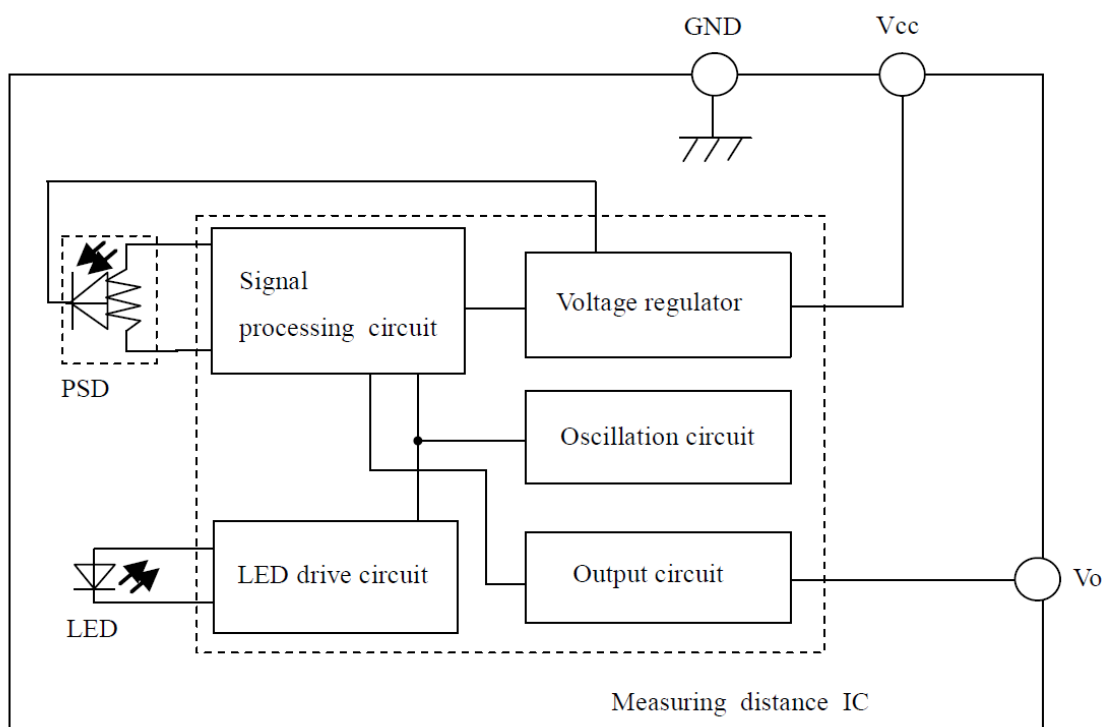 GND
Vcc
Signal
processing circuit
Voltage regulator
PSD
Oscillation circuit
LED drive circuit
Output circuit
Vo
LED
Measuring distance IC